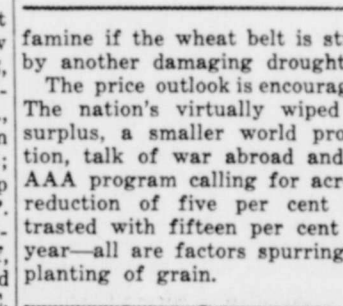 famine if the wheat belt is st
by another damaging drought
The price outlook is encourag
The nation's virtually wiped
surplus, a smaller world pro
tion, talk of war abroad and
AAA program calling for acr
reduction of five per cent
trasted with fifteen per cent
year—all are factors spurring
planting of grain.